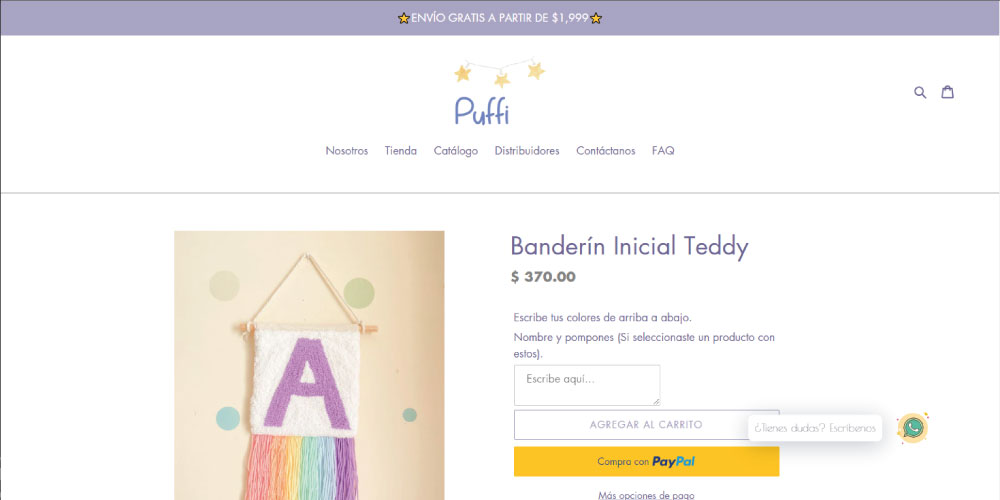 ⭐ENVÍO GRATIS A PARTIR DE $1,999⭐
Puffi
Nosotros Tienda Catálogo Distribuidores Contáctanos FAQ
Banderín Inicial Teddy
$ 370.00
A
Escribe tus colores de arriba a abajo.
Nombre y pompones (Si seleccionaste un producto con
estos).
Escribe aquí...
AGREGAR AL CARRITO
¿Tienes dudas? Escríbenos
Compra con PayPal
Más opciones de pago